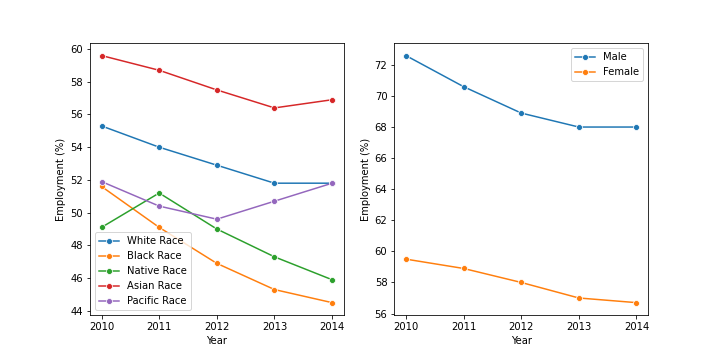 60
58
56
54
52
50
48
46
44
Employment (%)
White Race
Black Race
Native Race
Asian Race
Pacific Race
2010 2011 2012 2013 2014
Year
72
70
68
66
64
62
60
58
56
Employment (%)
Male
Female
2010 2011 2012 2013 2014
Year